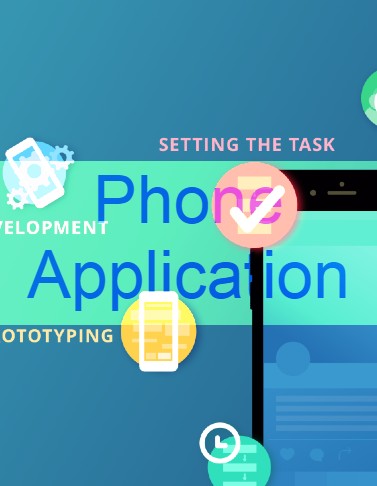 SETTING THE TASK
Phone
VELOPMENT
Application
OTOTYPING